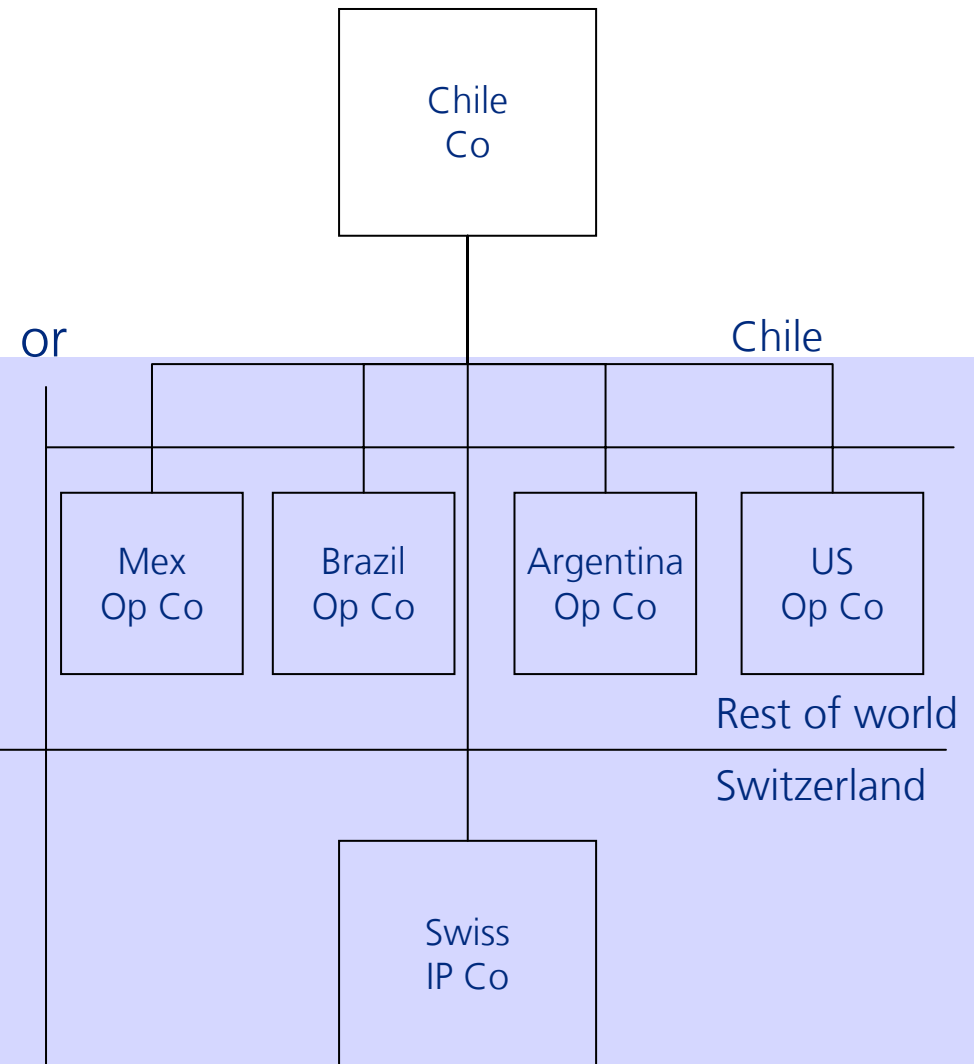 Chile
Co
or
Chile
Mex
Op Co
Brazil
Op Co
Argentina
Op Co
US
Op Co
Rest of world
Switzerland
Swiss
IP Co